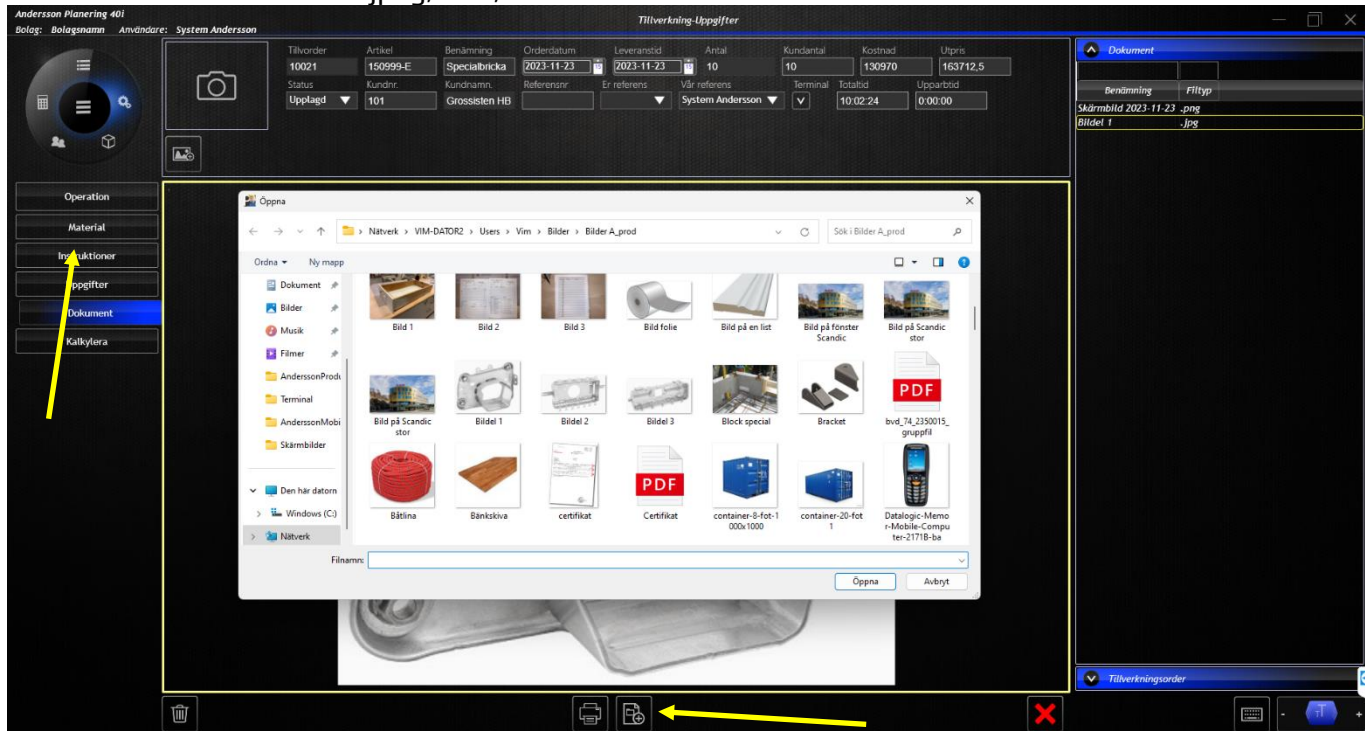 Andersson Planering 40i
Bolag: Bolagsnamn Användare: System Andersson
Tillverkning-Uppgifter
Tillvorder Artikel Benämning Orderdatum Leveranstid Antal Kundantal Kostnad Utpris
10021 150999-E Specialbricka 2023-11-23 2023-11-23 10 10 130970 163712,5
Status Kundnr. Kundnamn. Referensnr Er referens Vår referens Terminal Totaltid Upparbtid
Upplagd 101 Grossisten HB System Andersson 10:02:24 0:00:00
Dokument
Benämning Filtyp
Skärmbild 2023-11-23 .png
Bildel 1 .jpg
Operation
Material
Instruktioner
Uppgifter
Dokument
Kalkylera
Öppna
Nätverk › VIM-DATOR2 › Users › Vim › Bilder › Bilder A_prod
Sök i Bilder A_prod
Ordna Ny mapp
Dokument
Bilder
Musik
Filmer
AnderssonProdu
Terminal
AnderssonMobi
Skärmbilder
Den här datorn
Windows (C:)
Nätverk
Bild 1 Bild 2 Bild 3 Bild folie Bild på en list Bild på fönster Scandic Bild på Scandic stor
PDF
Bild på Scandic stor Bildel 1 Bildel 2 Bildel 3 Block special Bracket bvd_74_2350015_gruppfil
PDF
Båtlina Bänkskiva certifikat Certifikat container-8-fot-1000x1000 container-20-fot 1 Datalogic-Memor-Mobile-Computer-2171B-ba
Filnamn:
Öppna Avbryt
Tillverkningsorder
- TT +